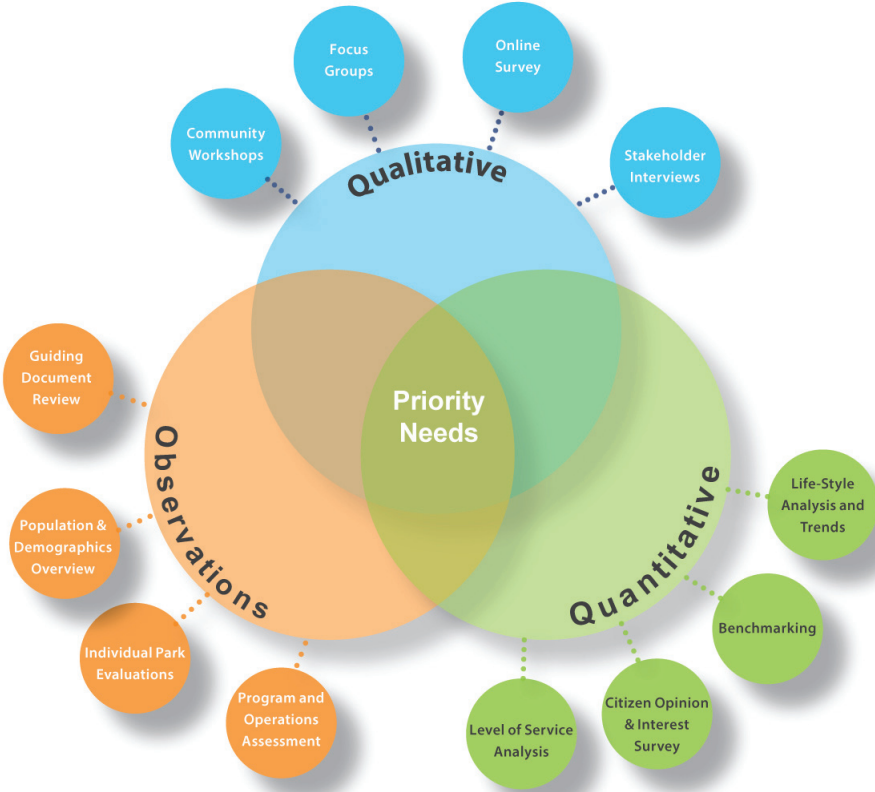 Focus
Groups
Online
Survey
Community
Workshops
Stakeholder
Interviews
Qualitative
Guiding
Document
Review
Priority
Needs
Observations
Quantitative
Life-Style
Analysis and
Trends
Population &
Demographics
Overview
Benchmarking
Individual Park
Evaluations
Program and
Operations
Assessment
Level of Service
Analysis
Citizen Opinion
& Interest
Survey